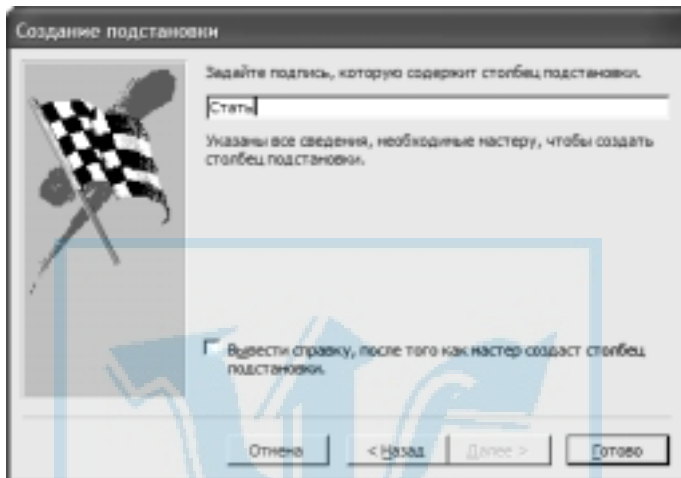 Создание подстановки
Задайте подпись, которую содержит столбец подстановки.
Стать
Указаны все сведения, необходимые мастеру, чтобы создать
столбец подстановки.
Вывести справку, после того как мастер создаст столбец
подстановки.
Отмена < Назад Далее > Готово